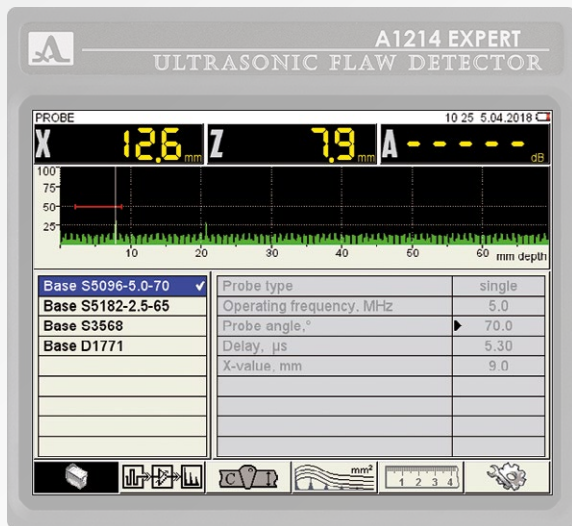 A1214 EXPERT
ULTRASONIC FLAW DETECTOR
PROBE 10 25 5.04.2018
X 12.6 mm Z 7.9 mm A - - - - - dB
100
75
50
25
10 20 30 40 50 60 mm depth
Base S5096-5.0-70 ✓ Probe type single
Base S5182-2.5-65 Operating frequency, MHz 5.0
Base S3568 Probe angle,° 70.0
Base D1771 Delay, µs 5.30
X-value, mm 9.0
C I mm² 1 2 3 4